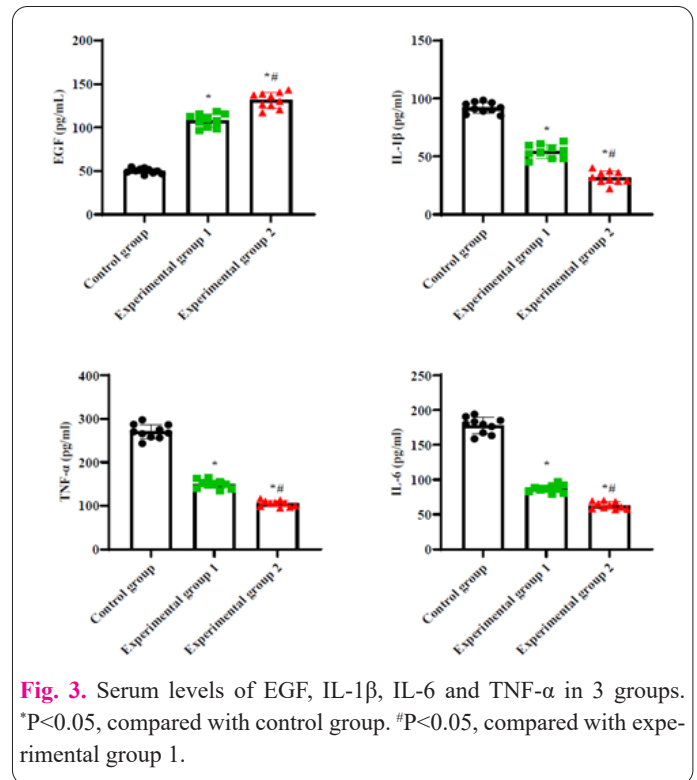 200
150
100
50
0
EGF (pg/mL)
*
*#
Control group
Experimental group 1
Experimental group 2
150
100
50
0
IL-1β (pg/ml)
*
*#
Control group
Experimental group 1
Experimental group 2
400
300
200
100
0
TNF-α (pg/ml)
*
*#
Control group
Experimental group 1
Experimental group 2
250
200
150
100
50
0
IL-6 (pg/ml)
*
*#
Control group
Experimental group 1
Experimental group 2
Fig. 3. Serum levels of EGF, IL-1β, IL-6 and TNF-α in 3 groups.
*P<0.05, compared with control group. #P<0.05, compared with expe-
rimental group 1.